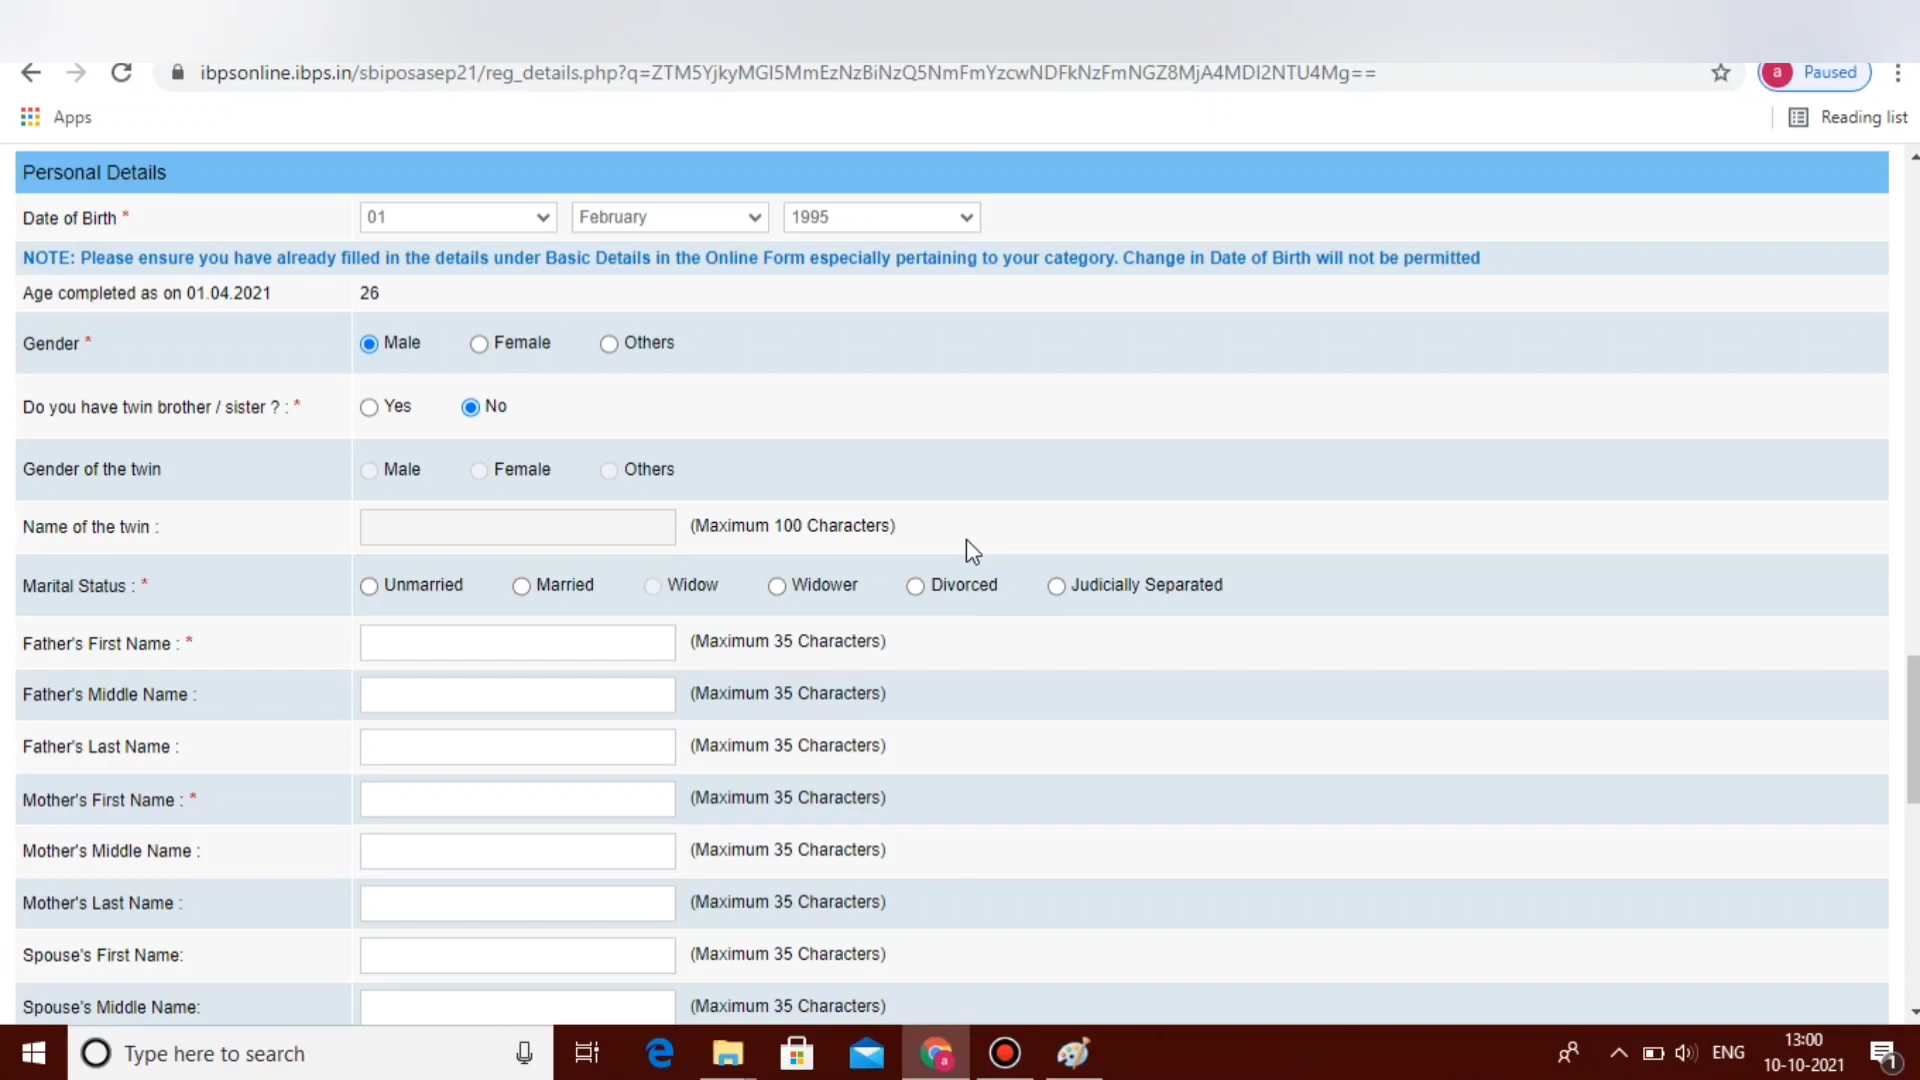 ibpsonline.ibps.in/sbiposasep21/reg_details.php?q=ZTM5YjkyMGI5MmEzNzBiNzQ5NmFmYzcwNDFkNzFmNGZ8MjA4MDI2NTU4Mg==
a Paused
Apps
Reading list
Personal Details
Date of Birth * 01 February 1995
NOTE: Please ensure you have already filled in the details under Basic Details in the Online Form especially pertaining to your category. Change in Date of Birth will not be permitted
Age completed as on 01.04.2021 26
Gender * Male Female Others
Do you have twin brother / sister ? : * Yes No
Gender of the twin Male Female Others
Name of the twin : (Maximum 100 Characters)
Marital Status : * Unmarried Married Widow Widower Divorced Judicially Separated
Father's First Name : * (Maximum 35 Characters)
Father's Middle Name : (Maximum 35 Characters)
Father's Last Name : (Maximum 35 Characters)
Mother's First Name : * (Maximum 35 Characters)
Mother's Middle Name : (Maximum 35 Characters)
Mother's Last Name : (Maximum 35 Characters)
Spouse's First Name: (Maximum 35 Characters)
Spouse's Middle Name: (Maximum 35 Characters)
Type here to search
a
ENG
13:00
10-10-2021
1